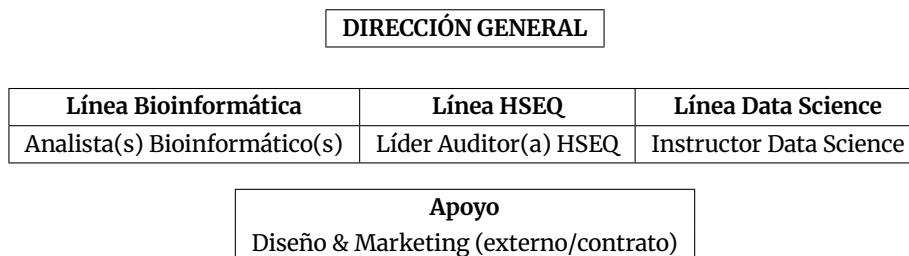 DIRECCIÓN GENERAL
Línea Bioinformática Línea HSEQ Línea Data Science
Analista(s) Bioinformático(s) Líder Auditor(a) HSEQ Instructor Data Science
Apoyo
Diseño & Marketing (externo/contrato)